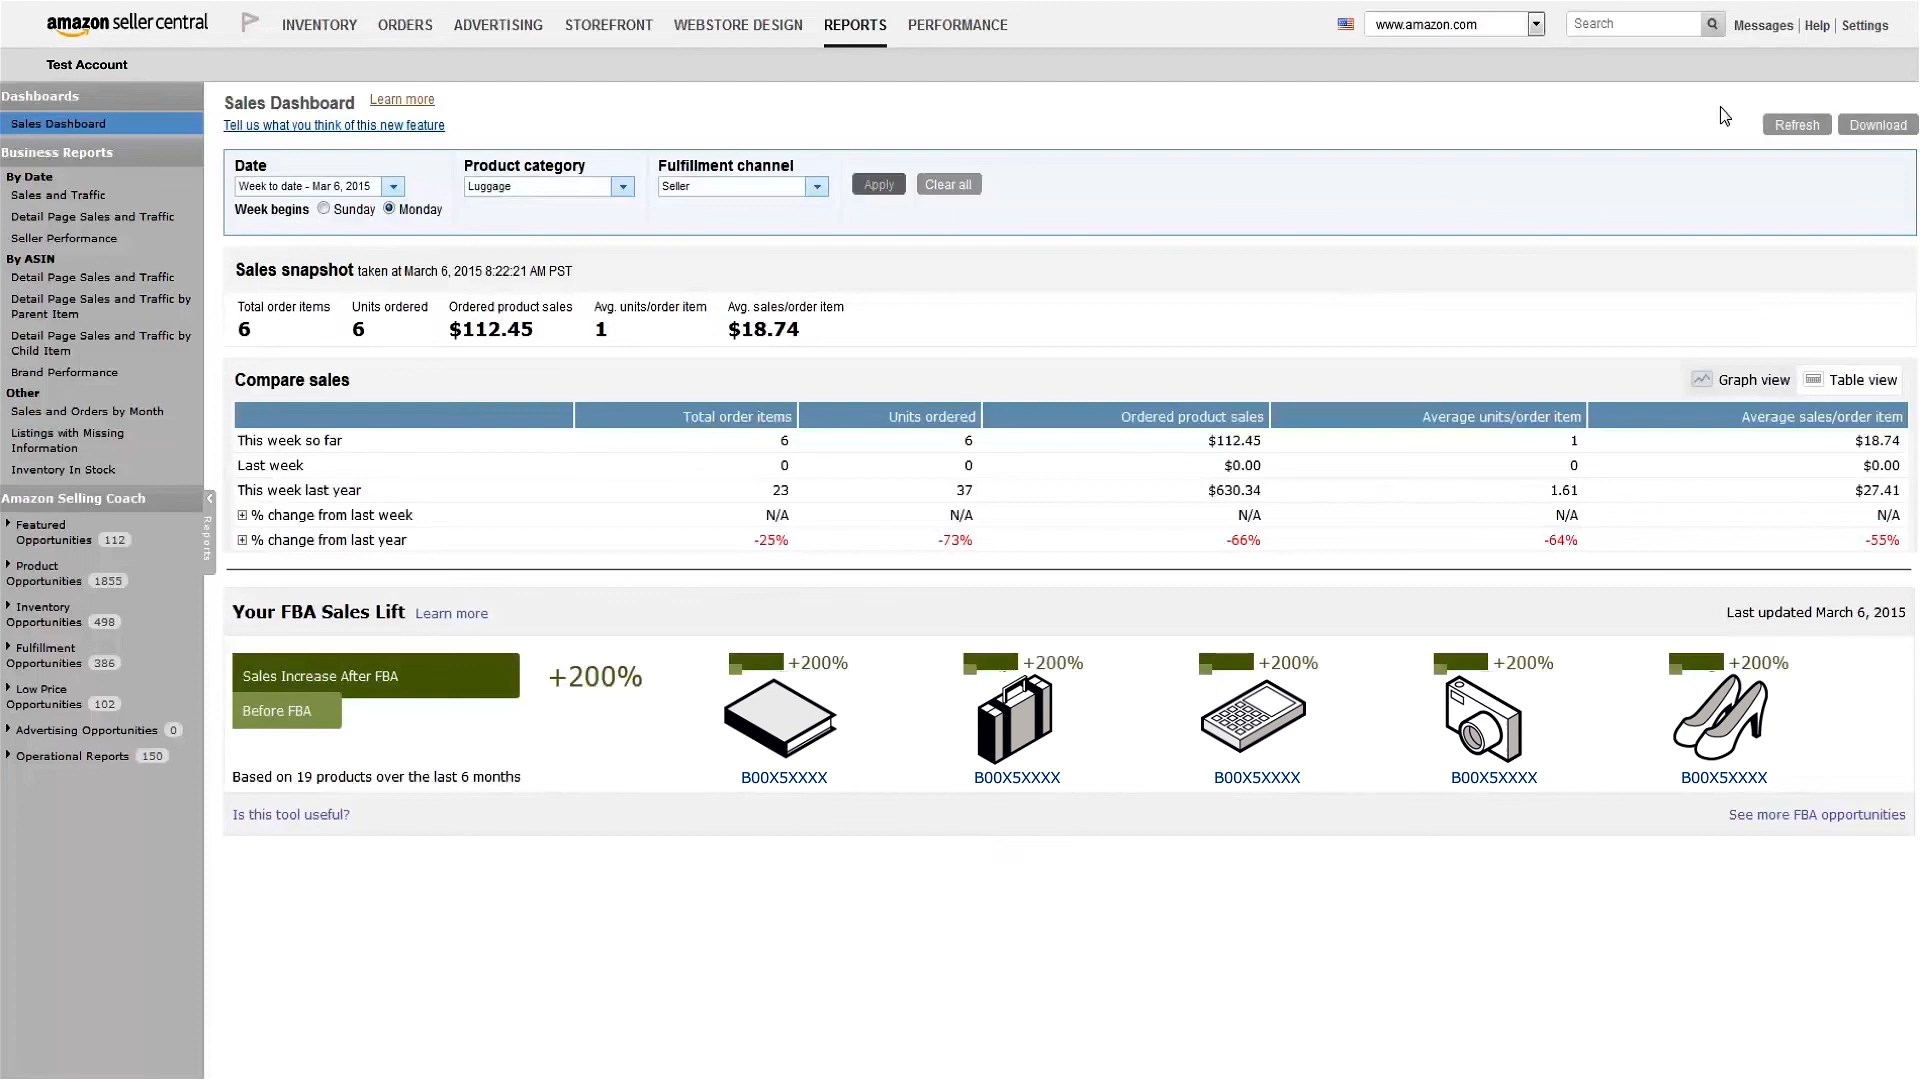 amazon seller central
INVENTORY ORDERS ADVERTISING STOREFRONT WEBSTORE DESIGN REPORTS PERFORMANCE
www.amazon.com
Search
Messages | Help | Settings
Test Account
Dashboards
Sales Dashboard
Business Reports
By Date
Sales and Traffic
Detail Page Sales and Traffic
Seller Performance
By ASIN
Detail Page Sales and Traffic
Detail Page Sales and Traffic by
Parent Item
Detail Page Sales and Traffic by
Child Item
Brand Performance
Other
Sales and Orders by Month
Listings with Missing
Information
Inventory In Stock
Amazon Selling Coach
Featured
Opportunities 112
Product
Opportunities 1855
Inventory
Opportunities 498
Fulfillment
Opportunities 386
Low Price
Opportunities 102
Advertising Opportunities 0
Operational Reports 150
Reports
Sales Dashboard Learn more
Tell us what you think of this new feature
Refresh Download
Date Product category Fulfillment channel
Week to date - Mar 6, 2015 Luggage Seller Apply Clear all
Week begins Sunday Monday
Sales snapshot taken at March 6, 2015 8:22:21 AM PST
Total order items Units ordered Ordered product sales Avg. units/order item Avg. sales/order item
6 6 $112.45 1 $18.74
Compare sales Graph view Table view
Total order items Units ordered Ordered product sales Average units/order item Average sales/order item
This week so far 6 6 $112.45 1 $18.74
Last week 0 0 $0.00 0 $0.00
This week last year 23 37 $630.34 1.61 $27.41
% change from last week N/A N/A N/A N/A N/A
% change from last year -25% -73% -66% -64% -55%
Your FBA Sales Lift Learn more Last updated March 6, 2015
Sales Increase After FBA +200% +200% +200% +200% +200% +200%
Before FBA
Based on 19 products over the last 6 months B00X5XXXX B00X5XXXX B00X5XXXX B00X5XXXX B00X5XXXX
Is this tool useful? See more FBA opportunities